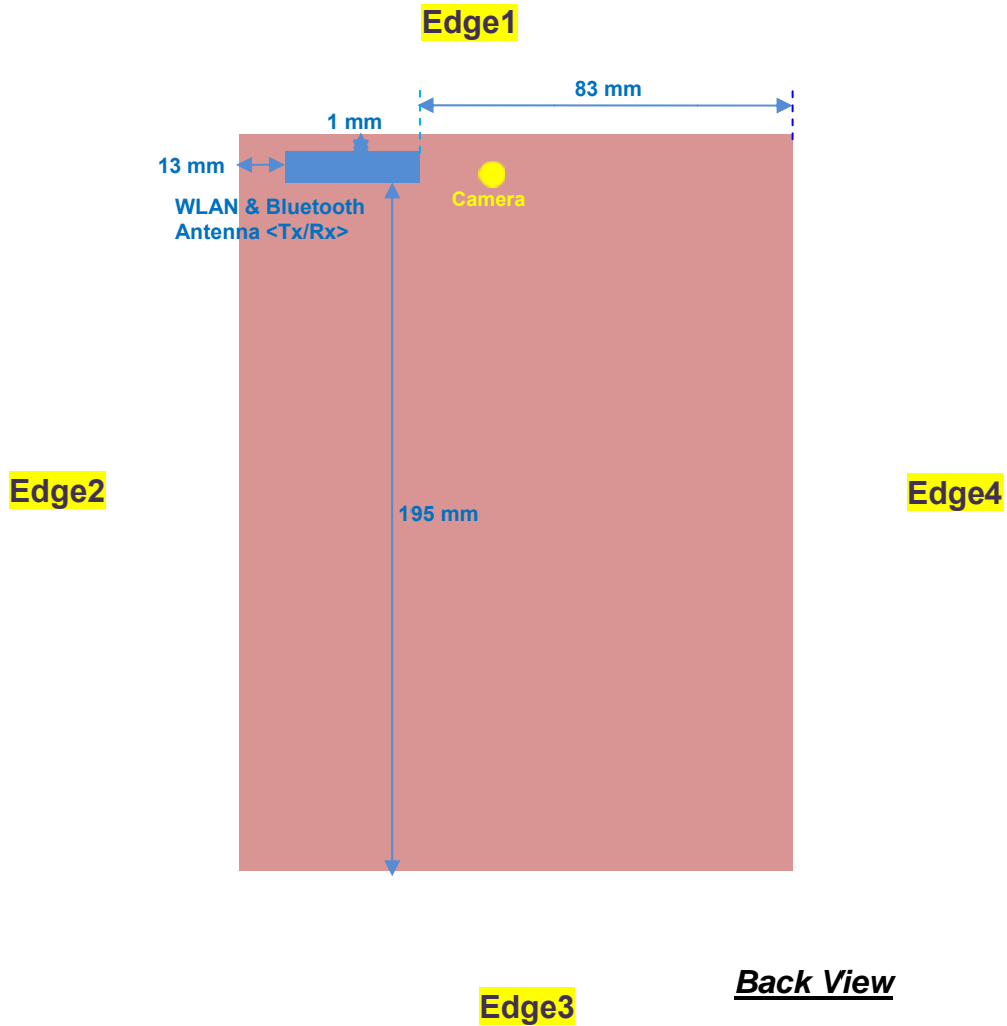 Edge1
83 mm
1 mm
13 mm
Camera
WLAN & Bluetooth
Antenna <Tx/Rx>
Edge2
Edge4
195 mm
Back View
Edge3